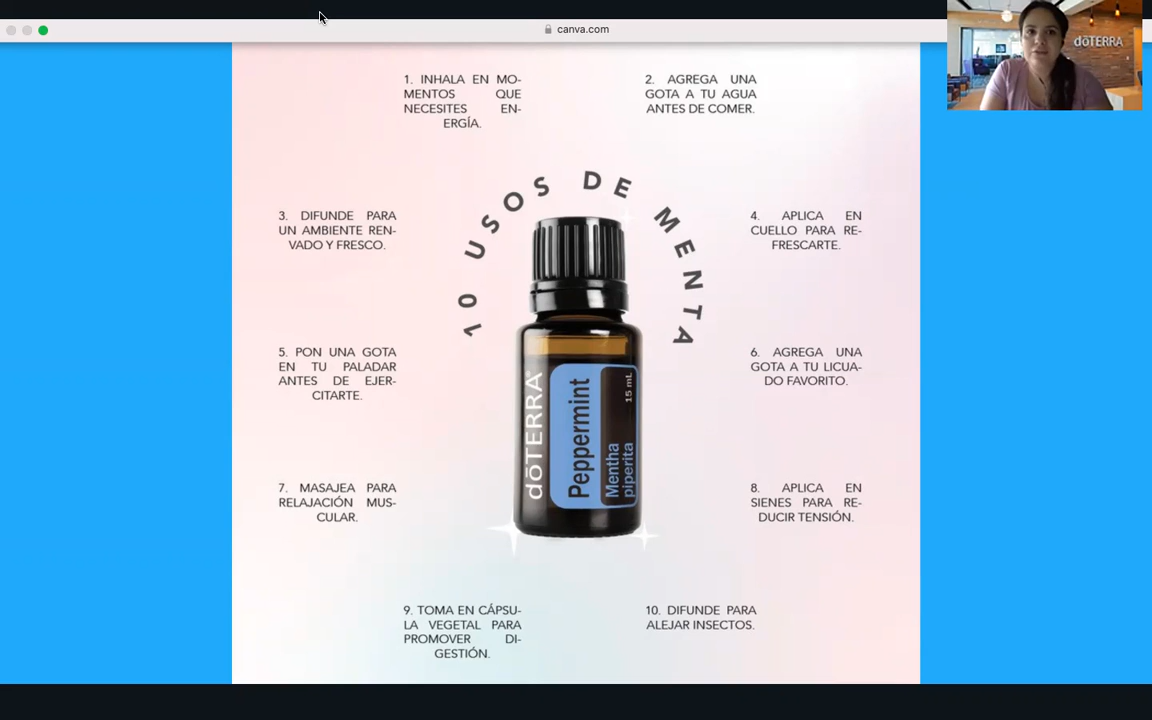 canva.com
dōTERRA
1. INHALA EN MO-
MENTOS QUE
NECESITES EN-
ERGÍA.
2. AGREGA UNA
GOTA A TU AGUA
ANTES DE COMER.
10 USOS DE MENTA
3. DIFUNDE PARA
UN AMBIENTE REN-
VADO Y FRESCO.
4. APLICA EN
CUELLO PARA RE-
FRESCARTE.
5. PON UNA GOTA
EN TU PALADAR
ANTES DE EJER-
CITARTE.
6. AGREGA UNA
GOTA A TU LICUA-
DO FAVORITO.
dōTERRA
Peppermint
Mentha
piperita
15 mL
7. MASAJEA PARA
RELAJACIÓN MUS-
CULAR.
8. APLICA EN
SIENES PARA RE-
DUCIR TENSIÓN.
9. TOMA EN CÁPSU-
LA VEGETAL PARA
PROMOVER DI-
GESTIÓN.
10. DIFUNDE PARA
ALEJAR INSECTOS.